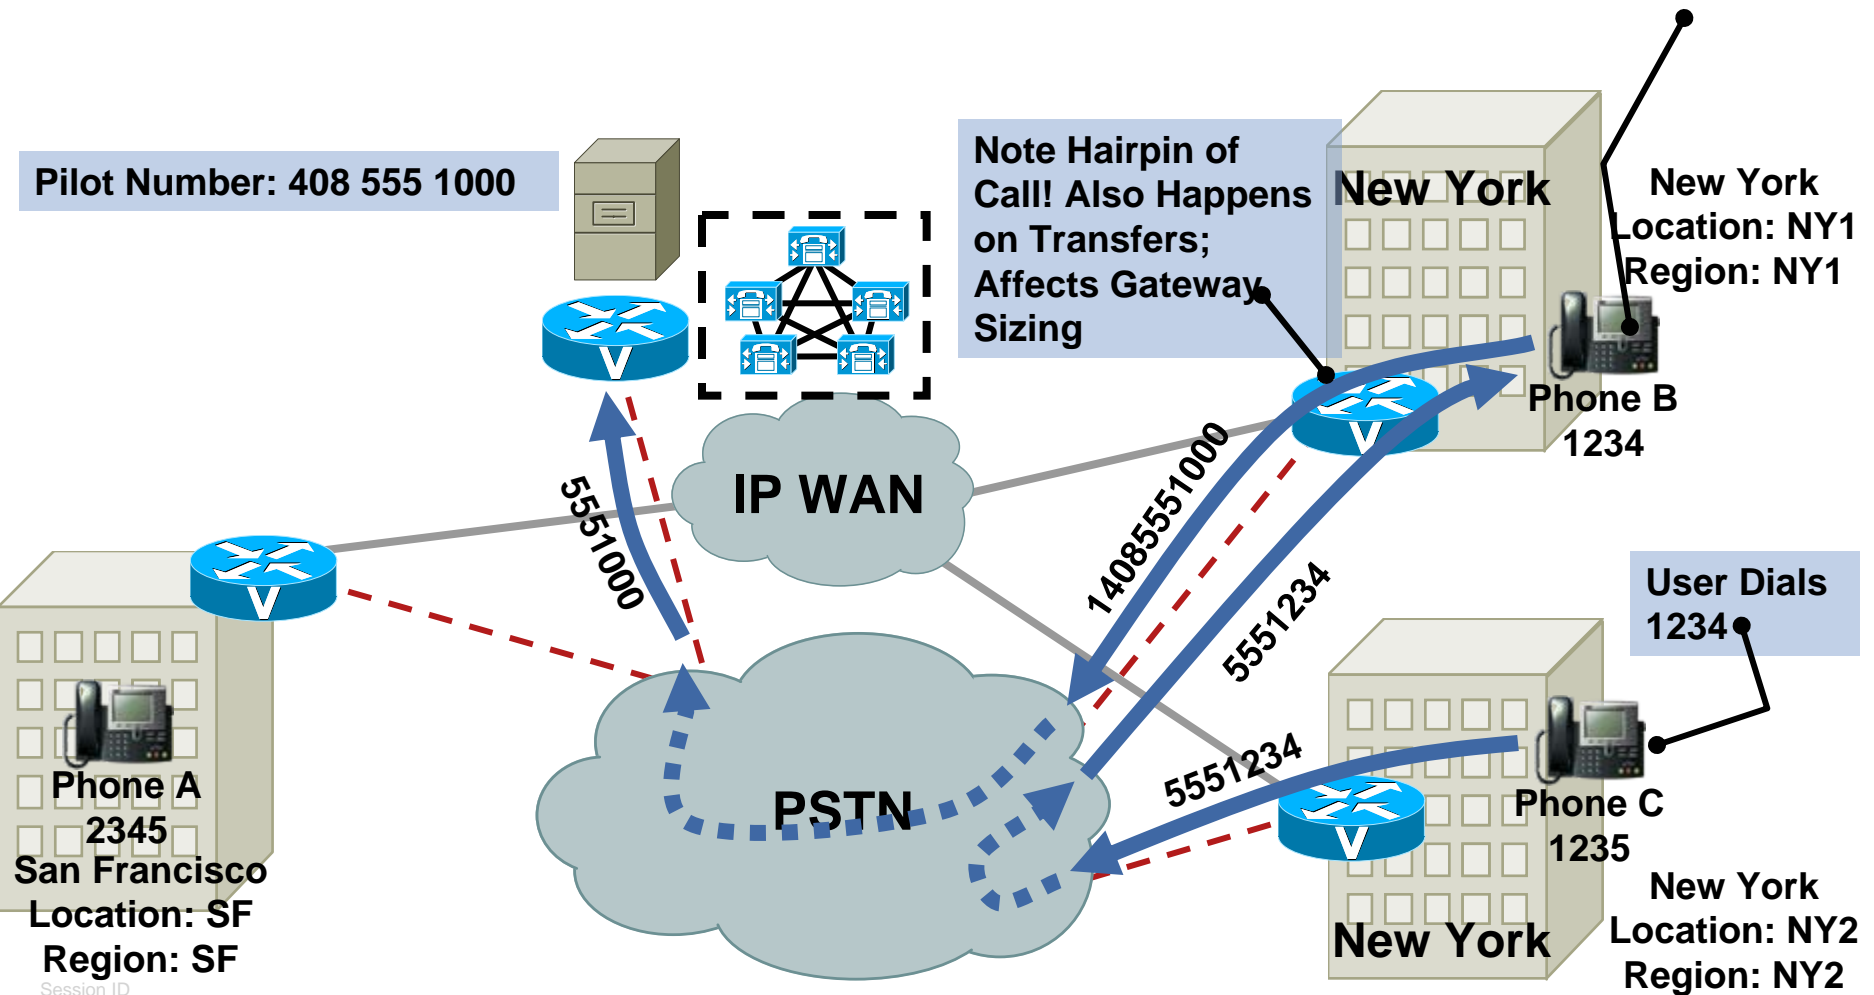 Pilot Number: 408 555 1000
Note Hairpin of
Call! Also Happens
on Transfers;
Affects Gateway
Sizing
New York
New York
Location: NY1
Region: NY1
Phone B
1234
IP WAN
5551000
14085551000
5551234
User Dials
1234
5551234
PSTN
Phone A
2345
San Francisco
Location: SF
Region: SF
Phone C
1235
New York
New York
Location: NY2
Region: NY2
V
V
V
V
Session ID